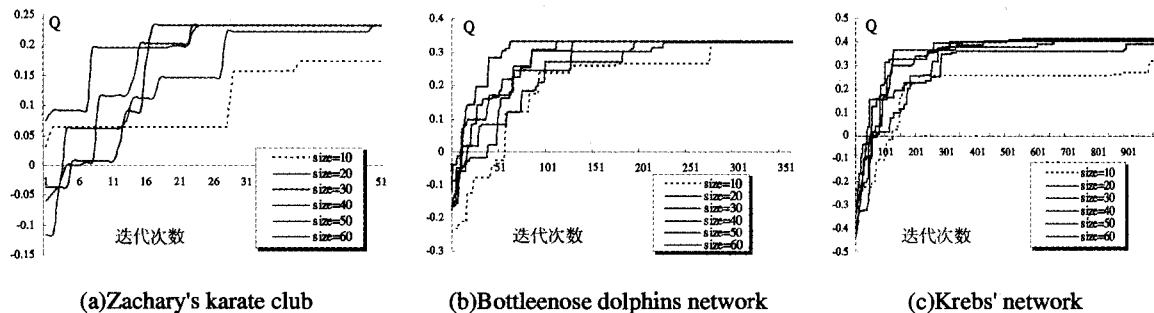 Q
0.25
0.2
0.15
0.1
0.05
0
-0.05
-0.1
-0.15
6 11 16 21 26 31 51
size=10
size=20
size=30
size=40
size=50
size=60
迭代次数
(a)Zachary's karate club
Q
0.4
0.3
0.2
0.1
0
-0.1
-0.2
-0.3
51 101 151 201 251 301 351
size=10
size=20
size=30
size=40
size=50
size=60
迭代次数
(b)Bottleenose dolphins network
Q
0.5
0.4
0.3
0.2
0.1
0
-0.1
-0.2
-0.3
-0.4
-0.5
101 201 301 401 501 601 701 801 901
size=10
size=20
size=30
size=40
size=50
size=60
迭代次数
(c)Krebs' network